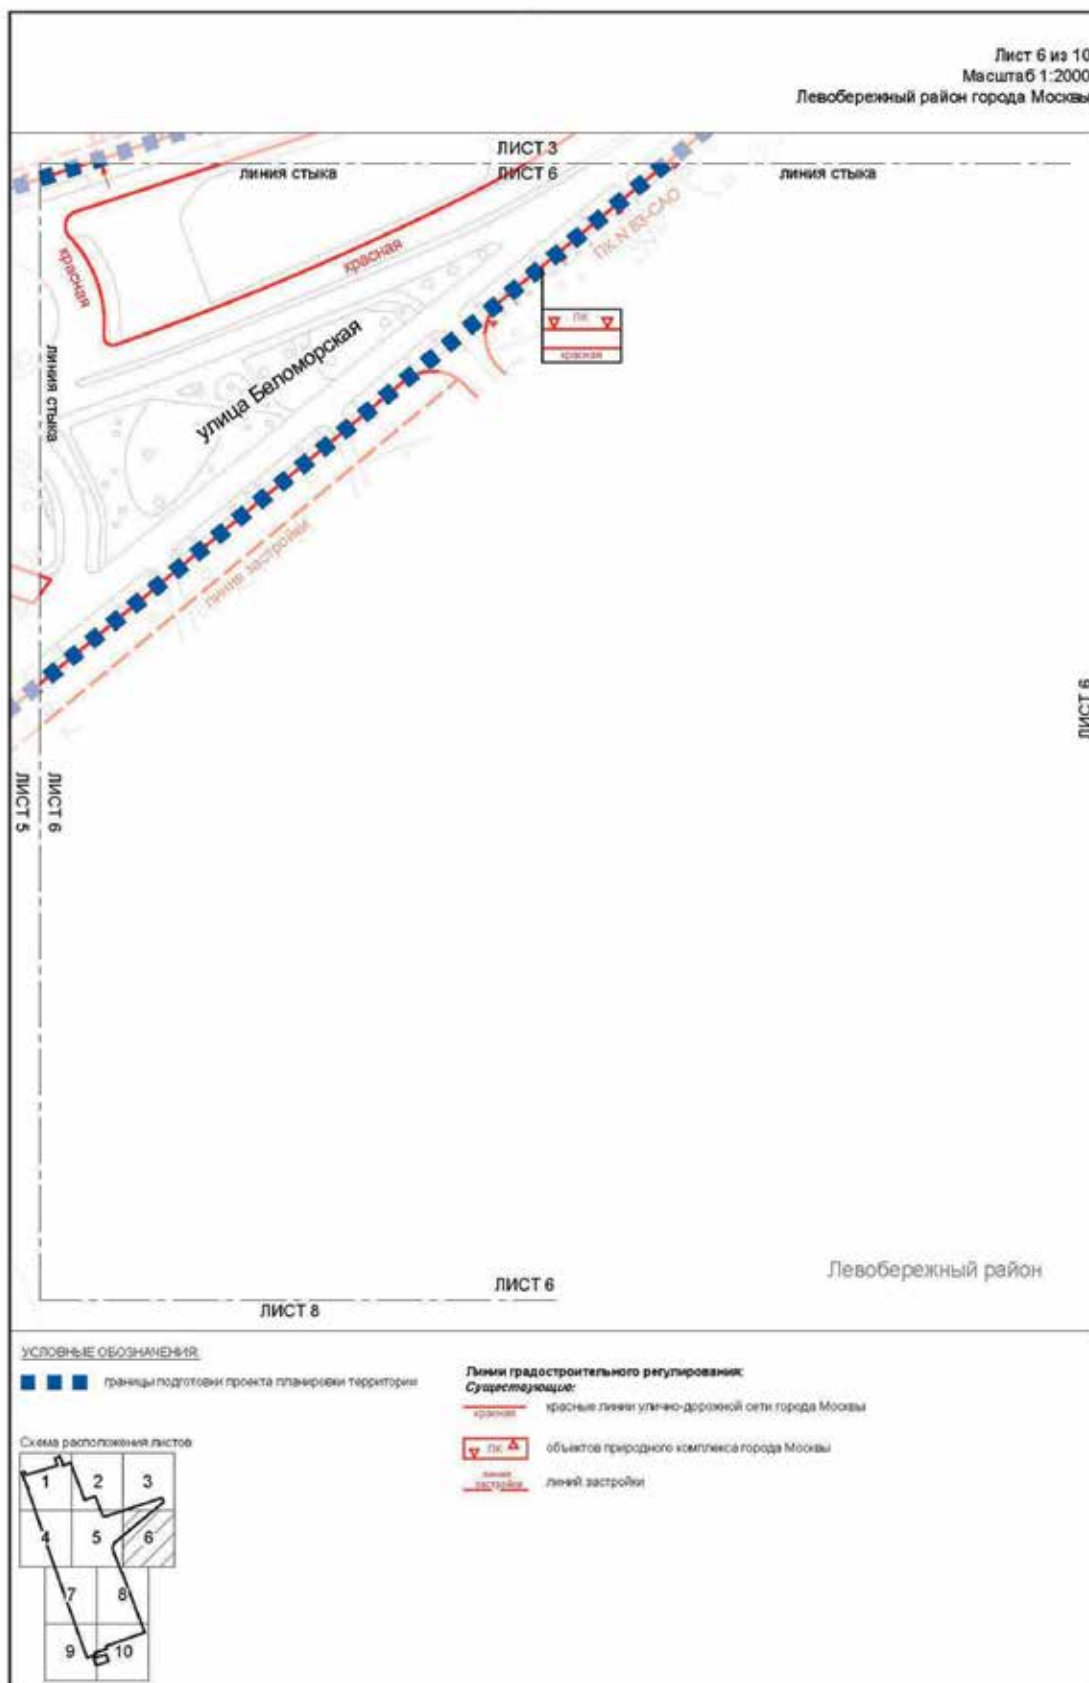 Лист 6 из 10
Масштаб 1:2000
Левобережный район города Москвы
ЛИСТ 3
линия стыка
ЛИСТ 6
линия стыка
ПК N 83-САО
красная
красная
ПК
красная
улица Беломорская
линия стыка
линия застройки
ЛИСТ 6
ЛИСТ 5
ЛИСТ 6
Левобережный район
ЛИСТ 6
ЛИСТ 8
УСЛОВНЫЕ ОБОЗНАЧЕНИЯ:
границы подготовки проекта планировки территории
Линии градостроительного регулирования:
Существующие:
красная
красные линии улично-дорожной сети города Москвы
ПК
объектов природного комплекса города Москвы
линия застройки
линий застройки
Схема расположения листов
1 2 3
4 5 6
7 8
9 10